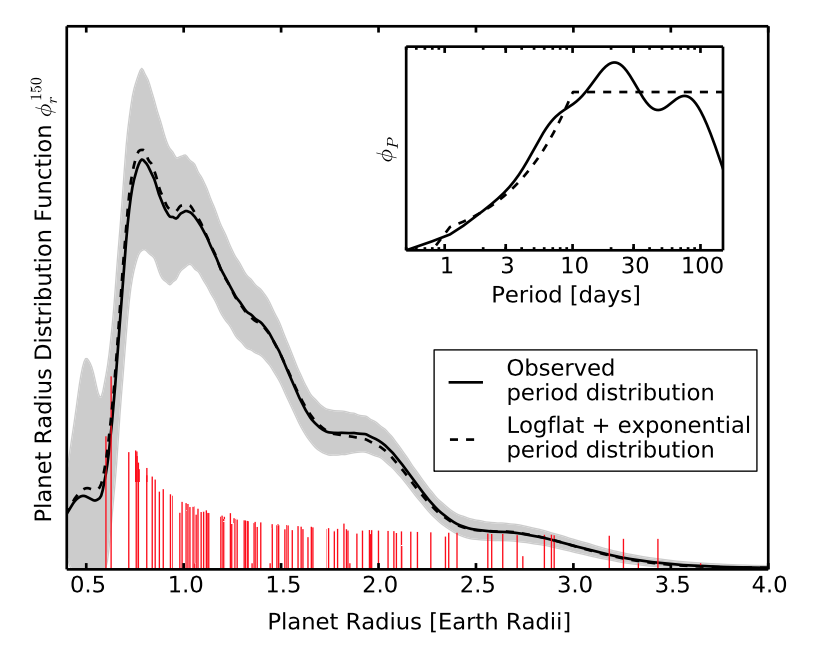 Planet Radius Distribution Function ϕ_r^150
ϕ_P
1 3 10 30 100
Period [days]
Observed
period distribution
Logflat + exponential
period distribution
0.5 1.0 1.5 2.0 2.5 3.0 3.5 4.0
Planet Radius [Earth Radii]